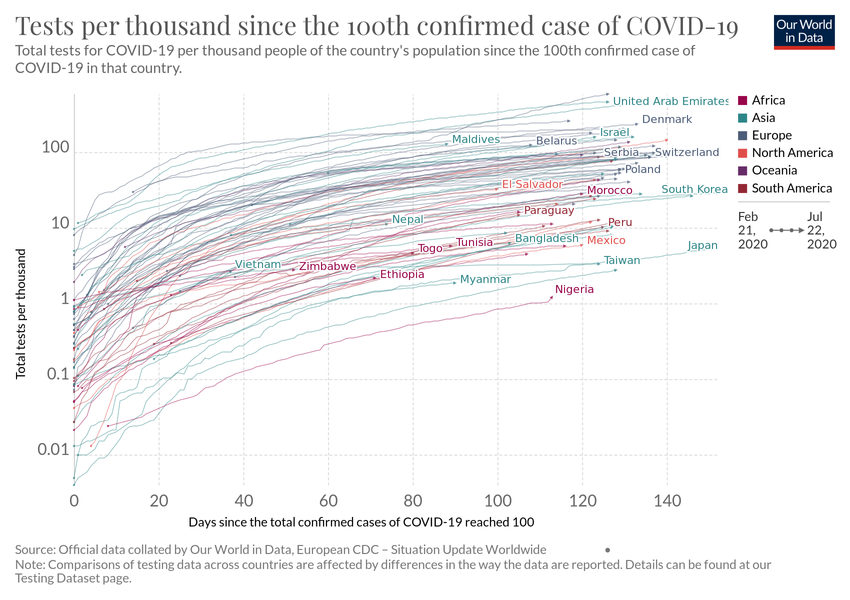 Tests per thousand since the 100th confirmed case of COVID-19
Our World
in Data
Total tests for COVID-19 per thousand people of the country's population since the 100th confirmed case of
COVID-19 in that country.
Total tests per thousand
100
10
1
0.1
0.01
United Arab Emirates
Denmark
Israel
Maldives
Belarus
Serbia
Switzerland
Poland
El Salvador
Morocco
South Korea
Paraguay
Nepal
Peru
Bangladesh
Mexico
Tunisia
Togo
Japan
Taiwan
Vietnam
Zimbabwe
Ethiopia
Myanmar
Nigeria
Africa
Asia
Europe
North America
Oceania
South America
Feb
21,
2020
Jul
22,
2020
0
20
40
60
80
100
120
140
Days since the total confirmed cases of COVID-19 reached 100
Source: Official data collated by Our World in Data, European CDC – Situation Update Worldwide
Note: Comparisons of testing data across countries are affected by differences in the way the data are reported. Details can be found at our
Testing Dataset page.